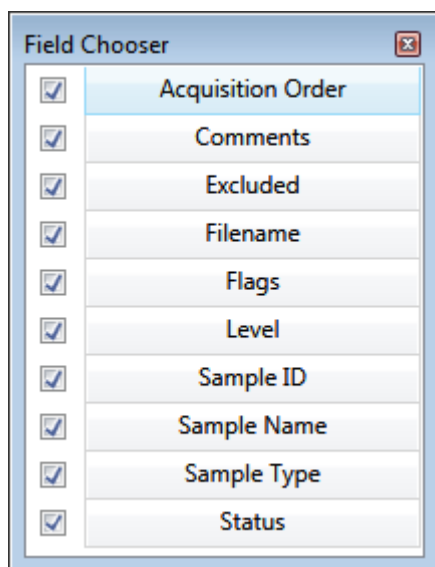 Field Chooser
Acquisition Order
Comments
Excluded
Filename
Flags
Level
Sample ID
Sample Name
Sample Type
Status